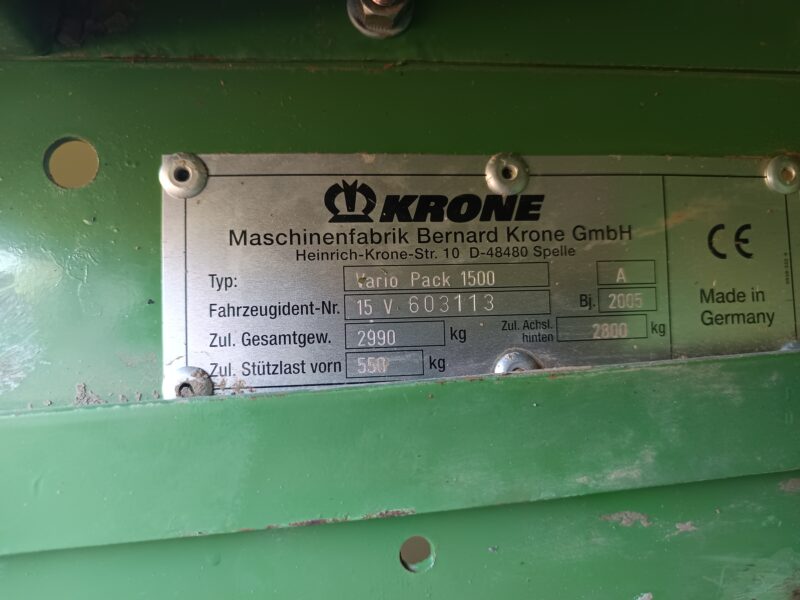 KRONE
Maschinenfabrik Bernard Krone GmbH
Heinrich-Krone-Str. 10 D-48480 Spelle
Typ: Vario Pack 1500 A
Fahrzeugident-Nr. 15 V 603113 Bj. 2005
Zul. Gesamtgew. 2990 kg Zul. Achsl. hinten 2800 kg
Zul. Stützlast vorn 550 kg
CE
Made in
Germany